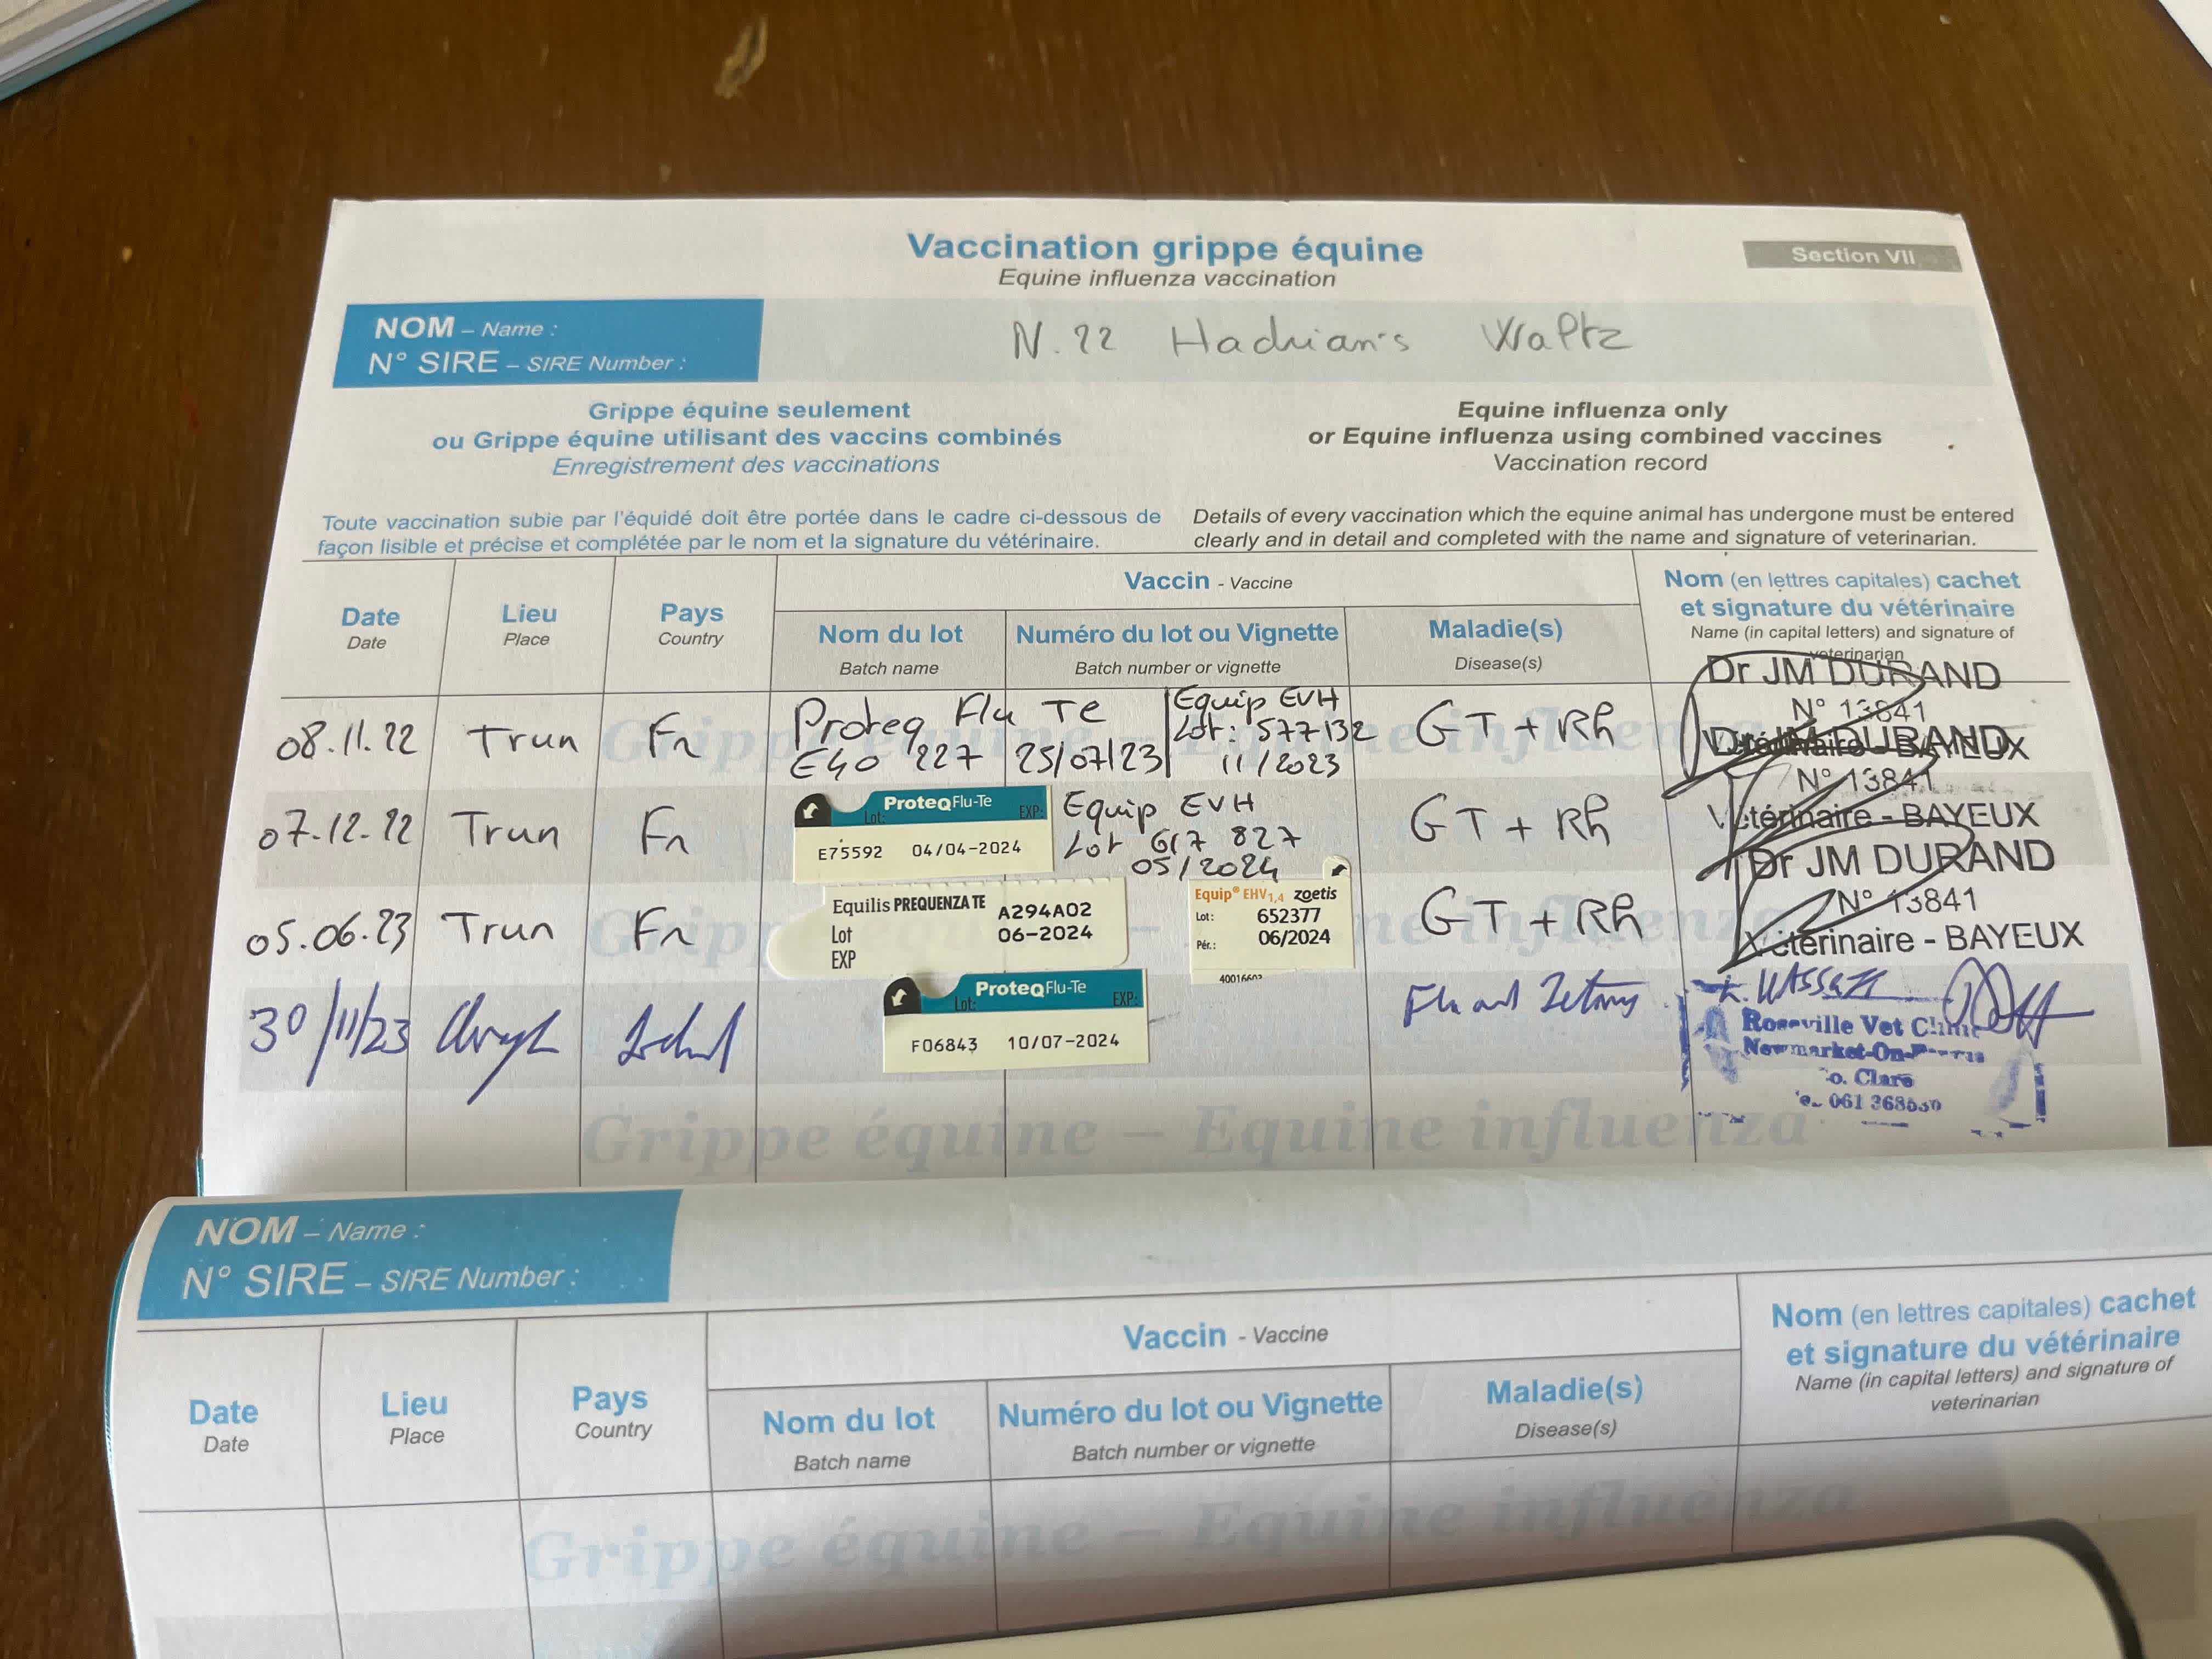 Vaccination grippe équine
Equine influenza vaccination
Section VII
NOM – Name :
N° SIRE – SIRE Number :
N.22 Hadrian's Waltz
Grippe équine seulement
ou Grippe équine utilisant des vaccins combinés
Enregistrement des vaccinations
Equine influenza only
or Equine influenza using combined vaccines
Vaccination record
Toute vaccination subie par l'équidé doit être portée dans le cadre ci-dessous de
façon lisible et précise et complétée par le nom et la signature du vétérinaire.
Details of every vaccination which the equine animal has undergone must be entered
clearly and in detail and completed with the name and signature of veterinarian.
Date
Date
Lieu
Place
Pays
Country
Vaccin - Vaccine
Nom du lot
Batch name
Numéro du lot ou Vignette
Batch number or vignette
Maladie(s)
Disease(s)
Nom (en lettres capitales) cachet
et signature du vétérinaire
Name (in capital letters) and signature of
veterinarian
08.11.22 Trun Fr
Proteq Flu Te
E40 227 25/07/23
Equip EVH
Lot: 577132
11/2023
GT + Rh
Dr JM DURAND
N° 13841
Vétérinaire - BAYEUX
07.12.22 Trun Fr
ProteqFlu-Te
Lot: EXP:
E75592 04/04-2024
Equip EVH
Lot 617 827
05/2024
GT + Rh
Dr JM DURAND
N° 13841
Vétérinaire - BAYEUX
05.06.23 Trun Fr
Equilis PREQUENZA TE
Lot A294A02
EXP 06-2024
Equip® EHV1,4 zoetis
Lot: 652377
Pér.: 06/2024
GT + Rh
Dr JM DURAND
N° 13841
Vétérinaire - BAYEUX
30/11/23
ProteqFlu-Te
Lot: EXP:
F06843 10/07-2024
Flu and Tetanus
Roseville Vet Clinic
Newmarket-On-Fergus
Co. Clare
Grippe équine – Equine influenza
NOM – Name :
N° SIRE – SIRE Number :
Date
Date
Lieu
Place
Pays
Country
Vaccin - Vaccine
Nom du lot
Batch name
Numéro du lot ou Vignette
Batch number or vignette
Maladie(s)
Disease(s)
Nom (en lettres capitales) cachet
et signature du vétérinaire
Name (in capital letters) and signature of
veterinarian
Grippe équine – Equine influenza